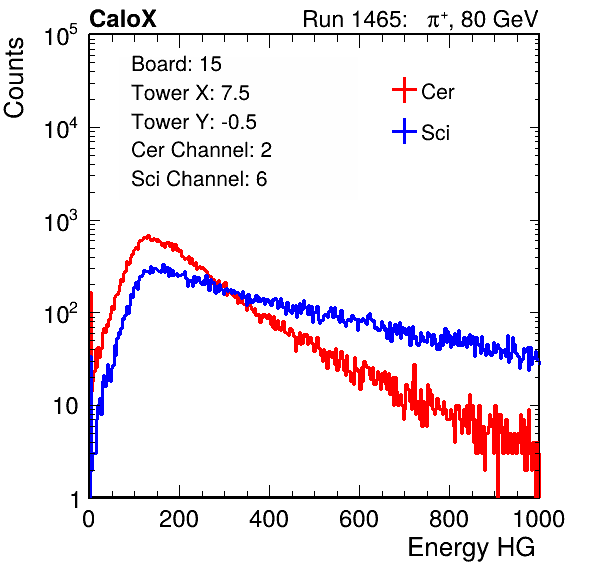 CaloX Run 1465: π⁺, 80 GeV
Counts
10⁵
10⁴
10³
10²
10
1
Board: 15
Tower X: 7.5
Tower Y: -0.5
Cer Channel: 2
Sci Channel: 6
Cer
Sci
0 200 400 600 800 1000
Energy HG